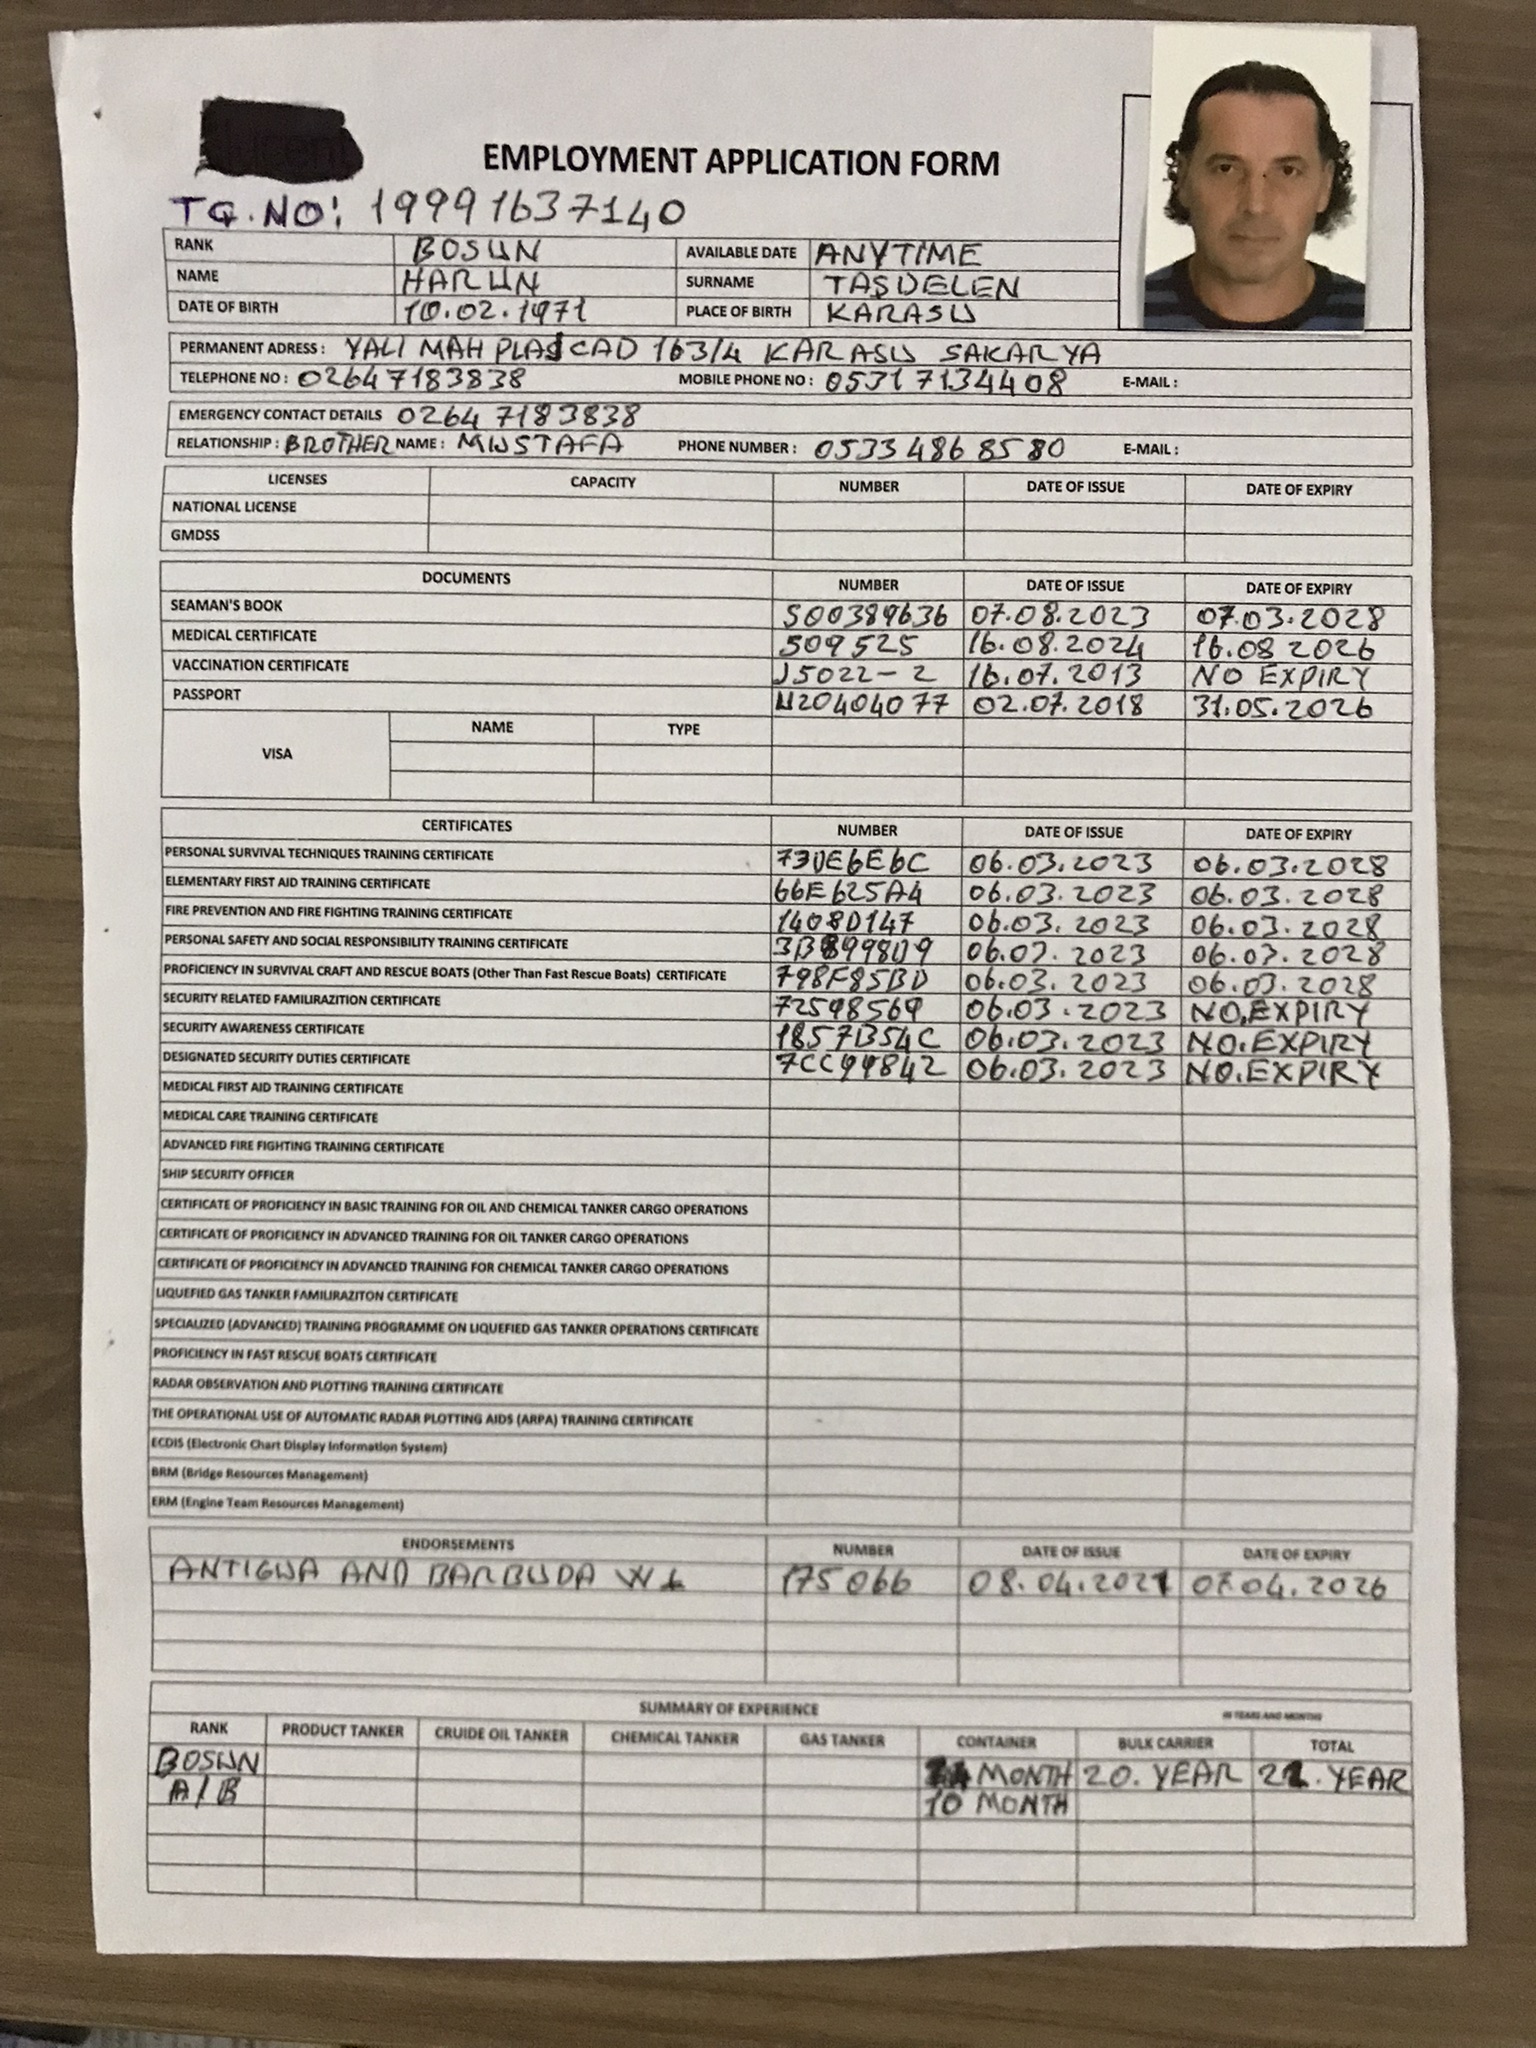 EMPLOYMENT APPLICATION FORM
TC.NO: 19991637140
RANK BOSUN AVAILABLE DATE ANYTIME
NAME HARUN SURNAME TASDELEN
DATE OF BIRTH 10.02.1971 PLACE OF BIRTH KARASU
PERMANENT ADRESS : YALI MAH PLAJ CAD 163/4 KARASU SAKARYA
TELEPHONE NO : 02647183838 MOBILE PHONE NO : 05317134408 E-MAIL :
EMERGENCY CONTACT DETAILS 0264 7183838
RELATIONSHIP : BROTHER NAME : MUSTAFA PHONE NUMBER : 0533 486 8580 E-MAIL :
LICENSES CAPACITY NUMBER DATE OF ISSUE DATE OF EXPIRY
NATIONAL LICENSE
GMDSS
DOCUMENTS NUMBER DATE OF ISSUE DATE OF EXPIRY
SEAMAN'S BOOK S00389636 07.08.2023 07.03.2028
MEDICAL CERTIFICATE 509525 16.08.2024 16.08 2026
VACCINATION CERTIFICATE J5022-2 16.07.2013 NO EXPIRY
PASSPORT U20404077 02.07.2018 31.05.2026
VISA NAME TYPE
CERTIFICATES NUMBER DATE OF ISSUE DATE OF EXPIRY
PERSONAL SURVIVAL TECHNIQUES TRAINING CERTIFICATE 73DE6E6C 06.03.2023 06.03.2028
ELEMENTARY FIRST AID TRAINING CERTIFICATE 66E625A4 06.03.2023 06.03.2028
FIRE PREVENTION AND FIRE FIGHTING TRAINING CERTIFICATE 1408D147 06.03.2023 06.03.2028
PERSONAL SAFETY AND SOCIAL RESPONSIBILITY TRAINING CERTIFICATE 06.03.2023 06.03.2028
PROFICIENCY IN SURVIVAL CRAFT AND RESCUE BOATS (Other Than Fast Rescue Boats) CERTIFICATE 798F85BD 06.03.2023 06.03.2028
SECURITY RELATED FAMILIRAZITION CERTIFICATE 72598569 06.03.2023 NO.EXPIRY
SECURITY AWARENESS CERTIFICATE 1857B54C 06.03.2023 NO.EXPIRY
DESIGNATED SECURITY DUTIES CERTIFICATE 7CC99842 06.03.2023 NO.EXPIRY
MEDICAL FIRST AID TRAINING CERTIFICATE
MEDICAL CARE TRAINING CERTIFICATE
ADVANCED FIRE FIGHTING TRAINING CERTIFICATE
SHIP SECURITY OFFICER
CERTIFICATE OF PROFICIENCY IN BASIC TRAINING FOR OIL AND CHEMICAL TANKER CARGO OPERATIONS
CERTIFICATE OF PROFICIENCY IN ADVANCED TRAINING FOR OIL TANKER CARGO OPERATIONS
CERTIFICATE OF PROFICIENCY IN ADVANCED TRAINING FOR CHEMICAL TANKER CARGO OPERATIONS
LIQUEFIED GAS TANKER FAMILIRAZITON CERTIFICATE
SPECIALIZED (ADVANCED) TRAINING PROGRAMME ON LIQUEFIED GAS TANKER OPERATIONS CERTIFICATE
PROFICIENCY IN FAST RESCUE BOATS CERTIFICATE
RADAR OBSERVATION AND PLOTTING TRAINING CERTIFICATE
THE OPERATIONAL USE OF AUTOMATIC RADAR PLOTTING AIDS (ARPA) TRAINING CERTIFICATE
ECDIS (Electronic Chart Display Information System)
BRM (Bridge Resources Management)
ERM (Engine Team Resources Management)
ENDORSEMENTS NUMBER DATE OF ISSUE DATE OF EXPIRY
ANTIGUA AND BARBUDA 175066 08.04.2021 07.04.2026
SUMMARY OF EXPERIENCE IN YEARS AND MONTHS
RANK PRODUCT TANKER CRUIDE OIL TANKER CHEMICAL TANKER GAS TANKER CONTAINER BULK CARRIER TOTAL
BOSUN MONTH 20. YEAR YEAR
A/B 10 MONTH